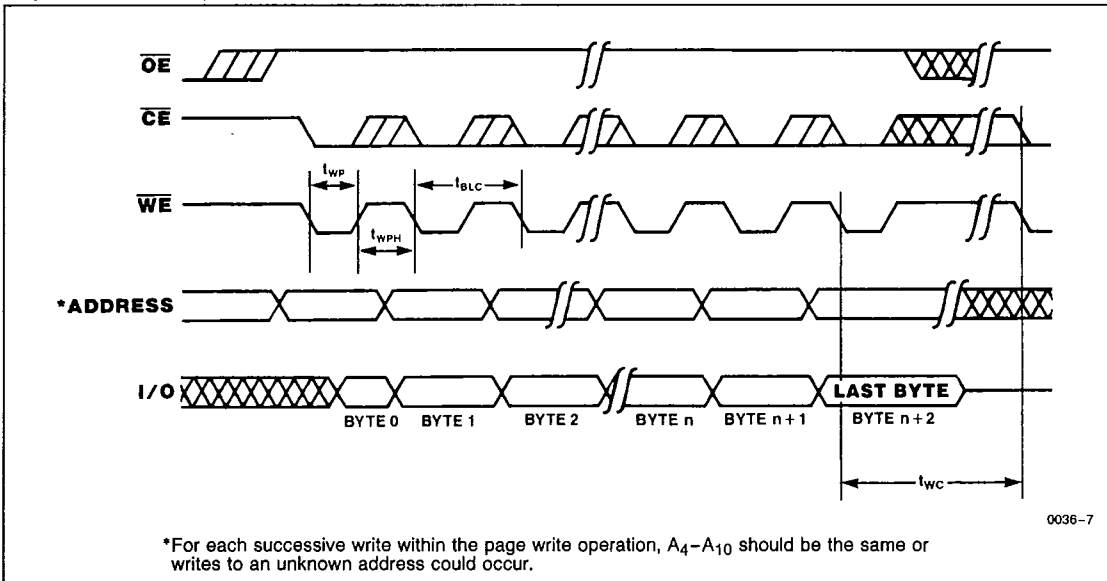 OE
CE
tWP
tBLC
WE
tWPH
*ADDRESS
I/O
LAST BYTE
BYTE 0 BYTE 1 BYTE 2 BYTE n BYTE n+1 BYTE n+2
tWC
0036-7
*For each successive write within the page write operation, A4–A10 should be the same or
writes to an unknown address could occur.